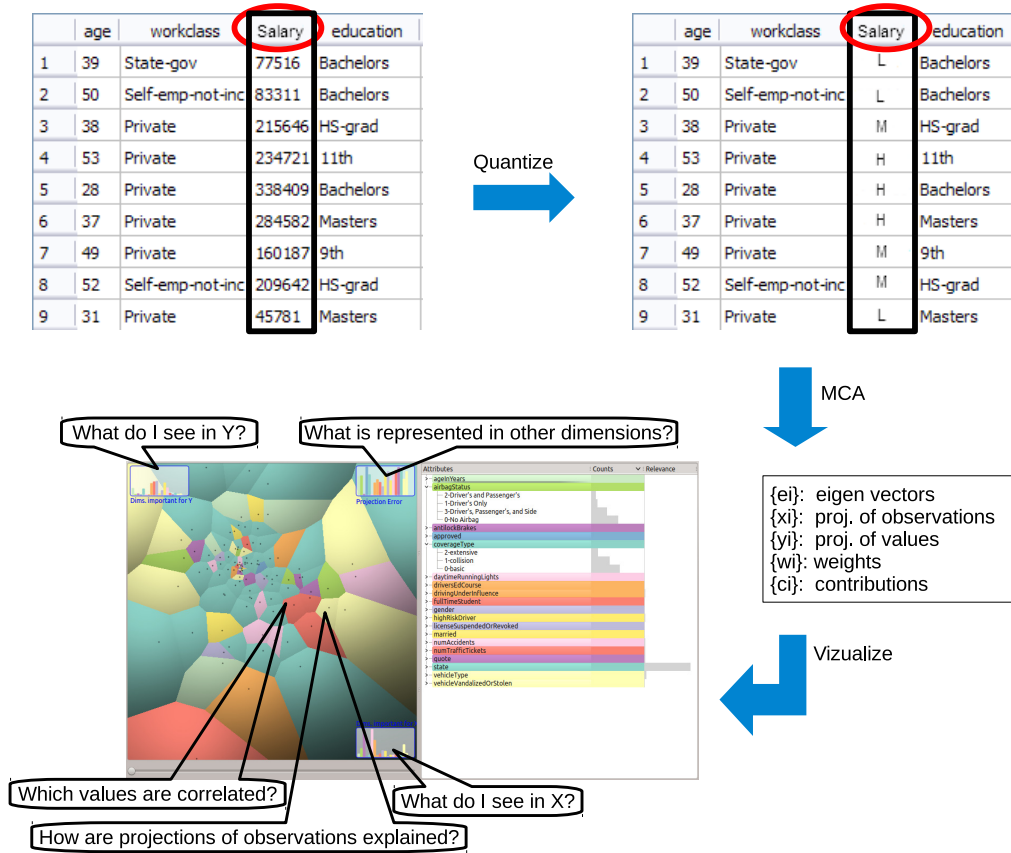 age workclass Salary education
1 39 State-gov 77516 Bachelors
2 50 Self-emp-not-inc 83311 Bachelors
3 38 Private 215646 HS-grad
4 53 Private 234721 11th
5 28 Private 338409 Bachelors
6 37 Private 284582 Masters
7 49 Private 160187 9th
8 52 Self-emp-not-inc 209642 HS-grad
9 31 Private 45781 Masters
Quantize
age workclass Salary education
1 39 State-gov L Bachelors
2 50 Self-emp-not-inc L Bachelors
3 38 Private M HS-grad
4 53 Private H 11th
5 28 Private H Bachelors
6 37 Private H Masters
7 49 Private M 9th
8 52 Self-emp-not-inc M HS-grad
9 31 Private L Masters
MCA
{ei}: eigen vectors
{xi}: proj. of observations
{yi}: proj. of values
{wi}: weights
{ci}: contributions
Vizualize
What do I see in Y?
What is represented in other dimensions?
Dims. important for Y
Projection Error
Attributes Counts Relevance
ageInYears
airbagStatus
2-Driver's and Passenger's
1-Driver's Only
3-Driver's, Passenger's, and Side
0-No Airbag
antilockBrakes
approved
coverageType
2-extensive
1-collision
0-basic
daytimeRunningLights
driversEdCourse
drivingUnderInfluence
fullTimeStudent
gender
highRiskDriver
licenseSuspendedOrRevoked
married
numAccidents
numTrafficTickets
quote
state
vehicleType
vehicleVandalizedOrStolen
Dims. important for
Which values are correlated?
What do I see in X?
How are projections of observations explained?